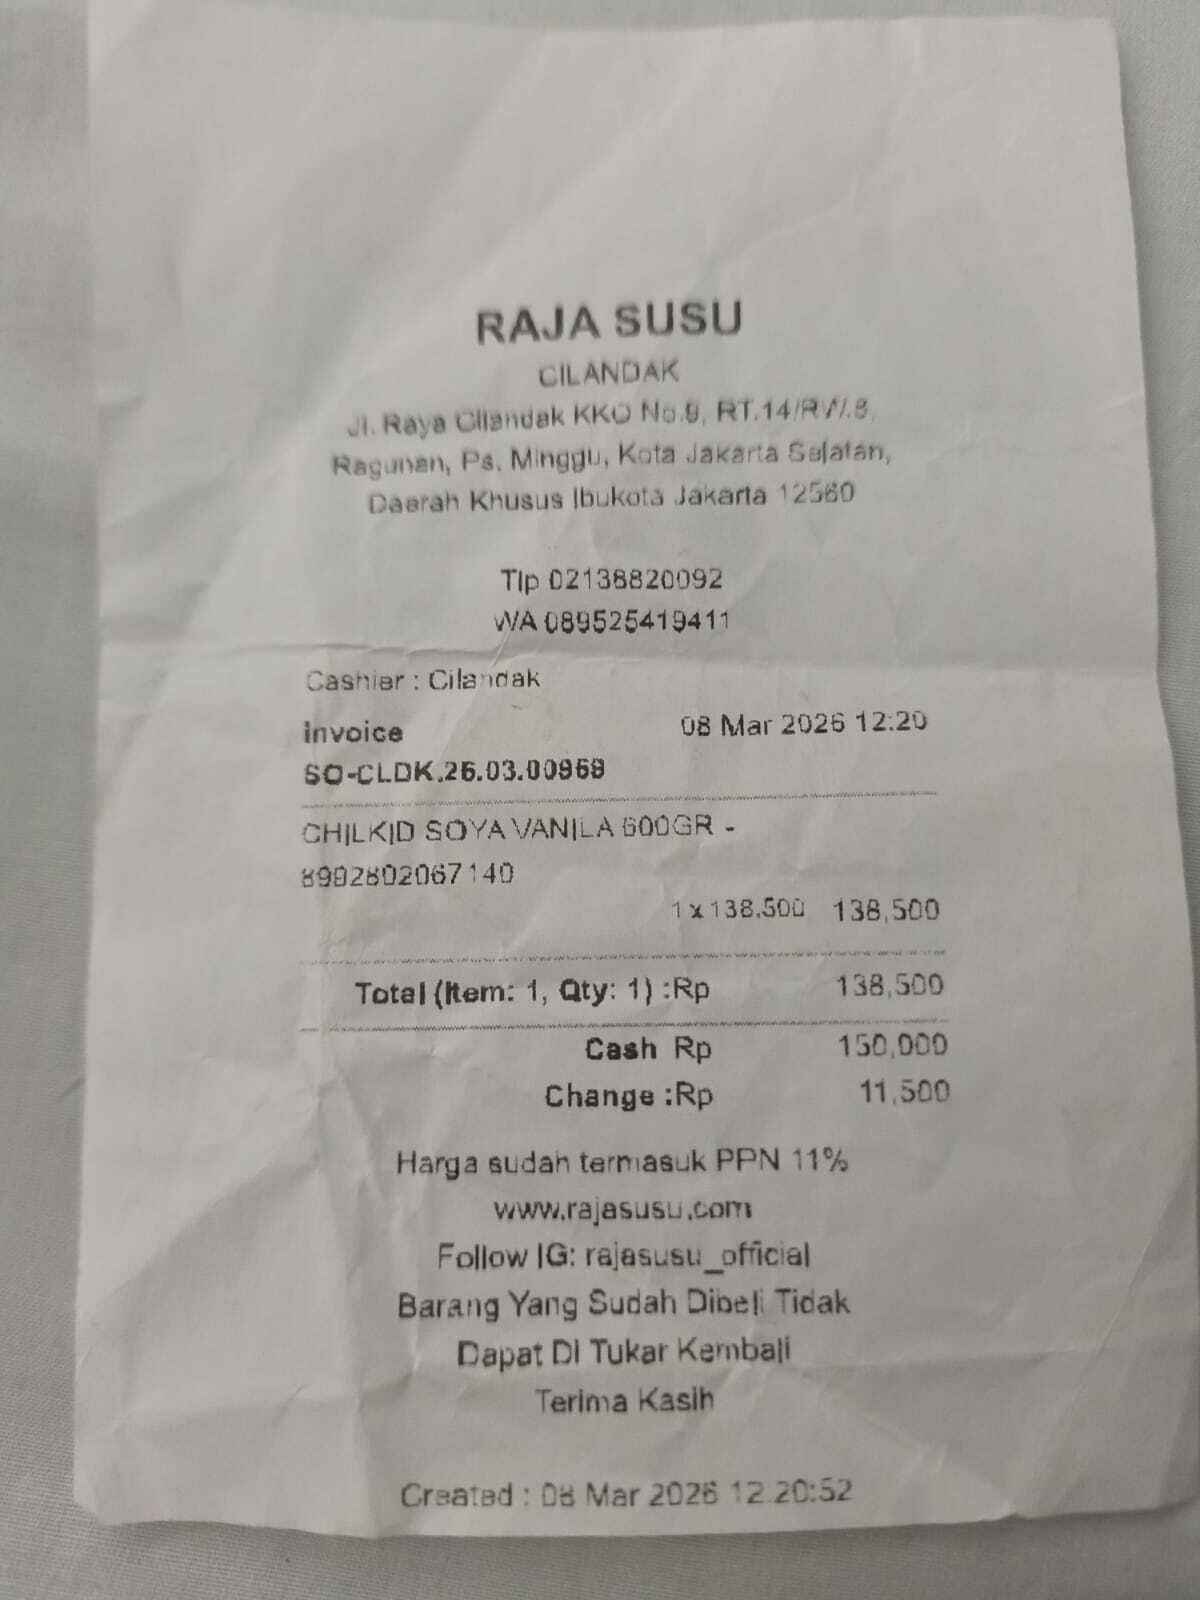 RAJA SUSU
CILANDAK
Jl. Raya Cilandak KKO No.9, RT.14/RW.8,
Ragunan, Ps. Minggu, Kota Jakarta Selatan,
Daerah Khusus Ibukota Jakarta 12560
Tlp 02138820092
WA 089525419411
Cashier : Cilandak
Invoice 08 Mar 2026 12:20
SO-CLDK.26.03.00969
CHILKID SOYA VANILA 600GR -
8992802067140
1 x 138,500 138,500
Total (Item: 1, Qty: 1) :Rp 138,500
Cash Rp 150,000
Change :Rp 11,500
Harga sudah termasuk PPN 11%
www.rajasusu.com
Follow IG: rajasusu_official
Barang Yang Sudah Dibeli Tidak
Dapat Di Tukar Kembali
Terima Kasih
Created : 08 Mar 2026 12:20:52